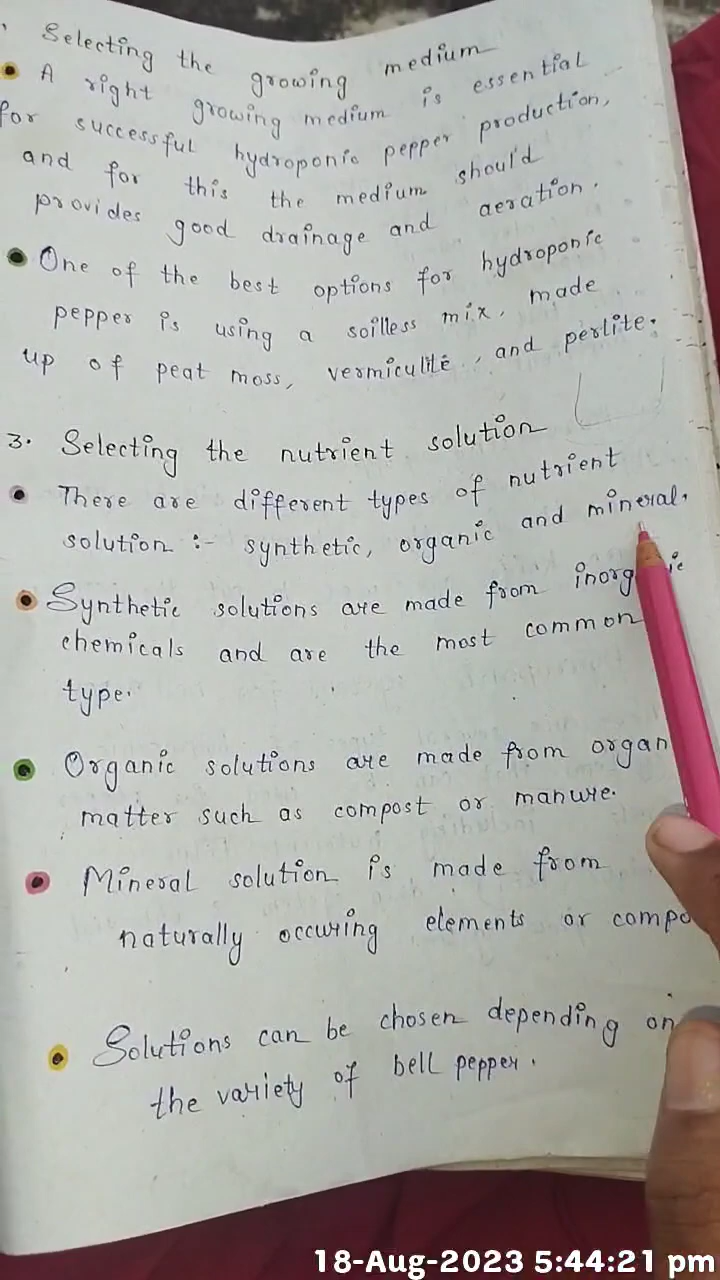 Selecting the growing medium
A right growing medium is essential
for successful hydroponic pepper production,
and for this the medium should
provides good drainage and aeration.
One of the best options for hydroponic
pepper is using a soilless mix, made
up of peat moss, vermiculite, and perlite.
3. Selecting the nutrient solution
There are different types of nutrient
solution :- synthetic, organic and mineral.
Synthetic solutions are made from
chemicals and are the most common
type.
Organic solutions are made from
matter such as compost or manure.
Mineral solution is made from
naturally occuring elements or
Solutions can be chosen depending on
the variety of bell pepper.
18-Aug-2023 5:44:21 pm